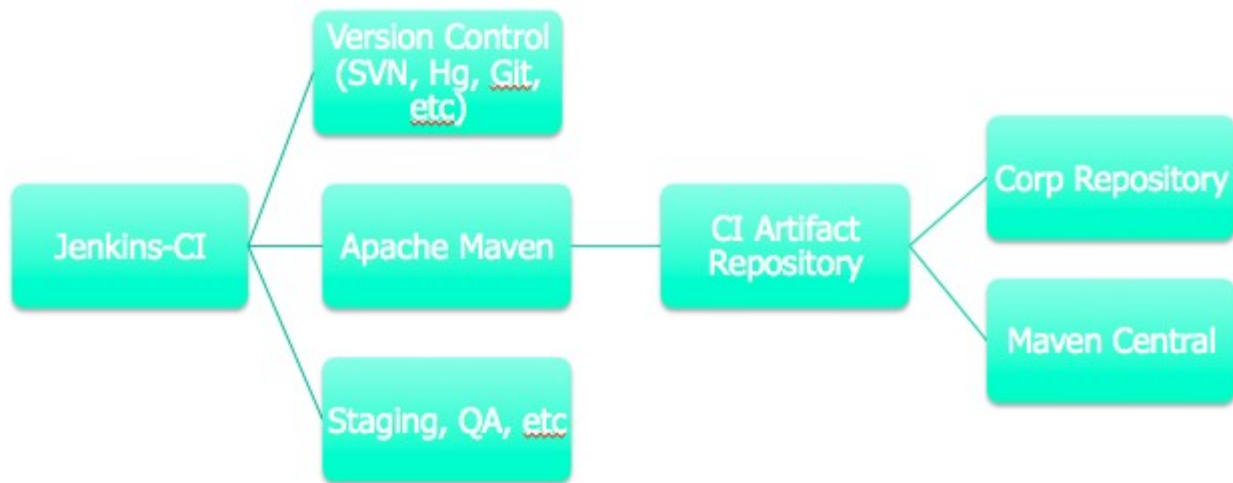 Version Control
(SVN, Hg, Git,
etc)
Jenkins-CI
Apache Maven
Staging, QA, etc
CI Artifact
Repository
Corp Repository
Maven Central